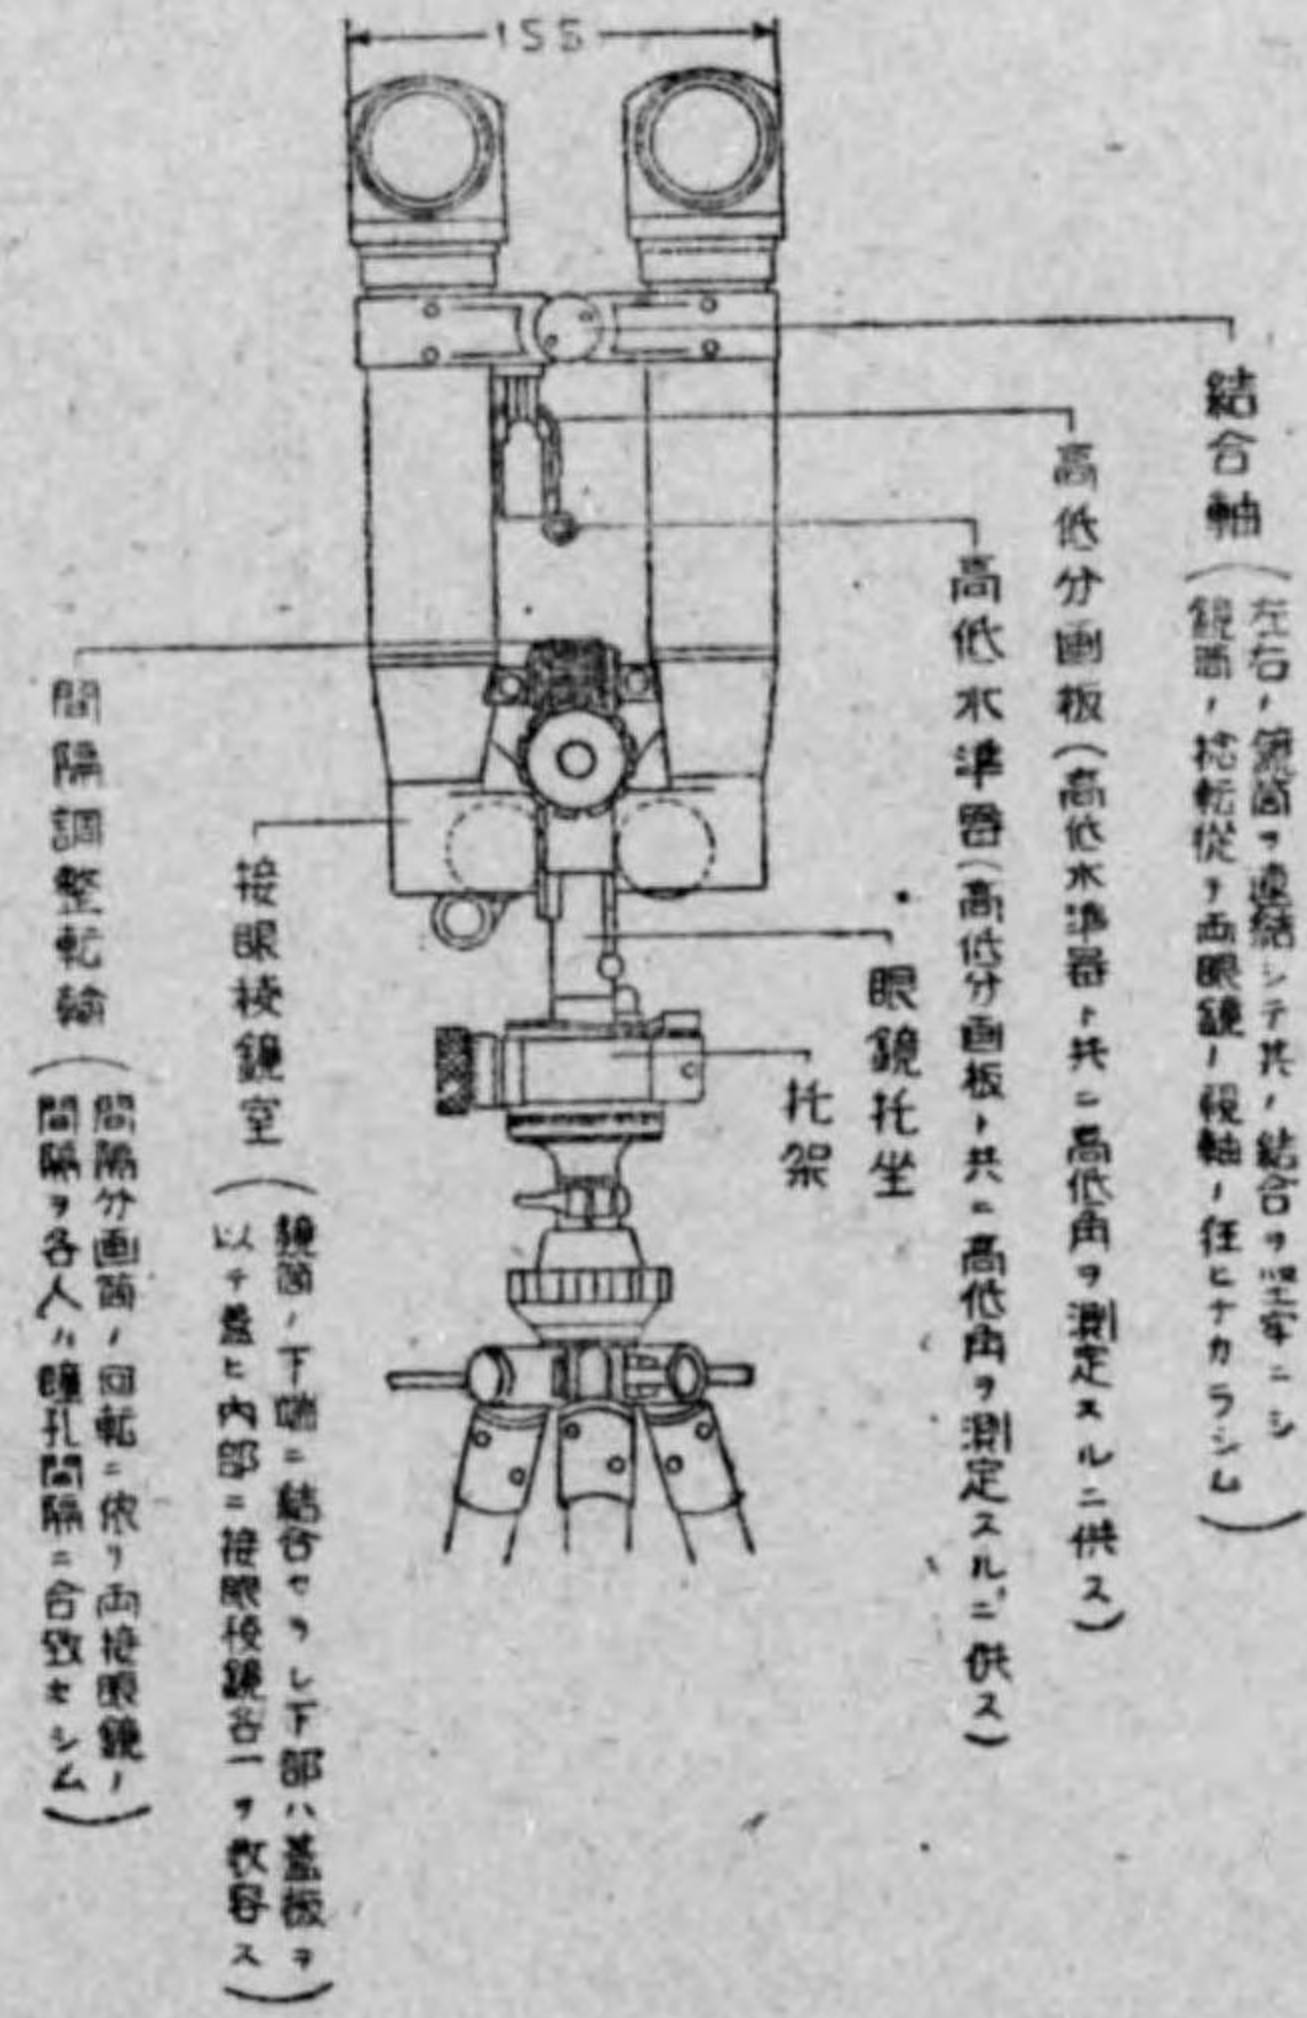 155
結合軸
(左右ノ鏡筒ヲ連結シテ其ノ結合ヲ堅牢ニシ
鏡筒ノ捻転從テ両眼鏡ノ視軸ノ狂ヒナカラシム)
高低分画板(高低水準器ト共ニ高低角ヲ測定スルニ供ス)
高低水準器(高低分画板ト共ニ高低角ヲ測定スルニ供ス)
眼鏡托坐
托架
接眼稜鏡室
(鏡筒ノ下端ニ結合セラレ下部ハ蓋板ヲ
以テ蓋ヒ内部ニ接眼稜鏡各一ヲ收容ス)
間隔調整転輪
(間隔分画筒ノ回転ニ依リ両接眼鏡ノ
間隔ヲ各人ノ瞳孔間隔ニ合致セシム)